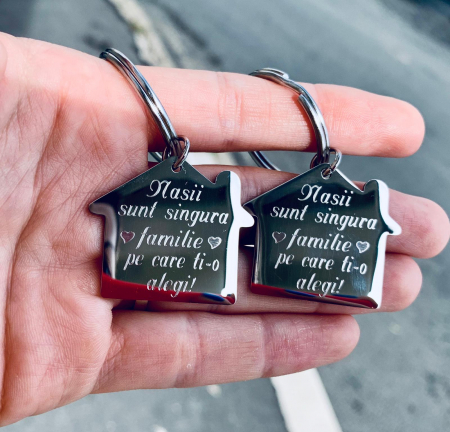 Nasii
sunt singura
familie
pe care ti-o
alegi!
Nasii
sunt singura
familie
pe care ti-o
alegi!